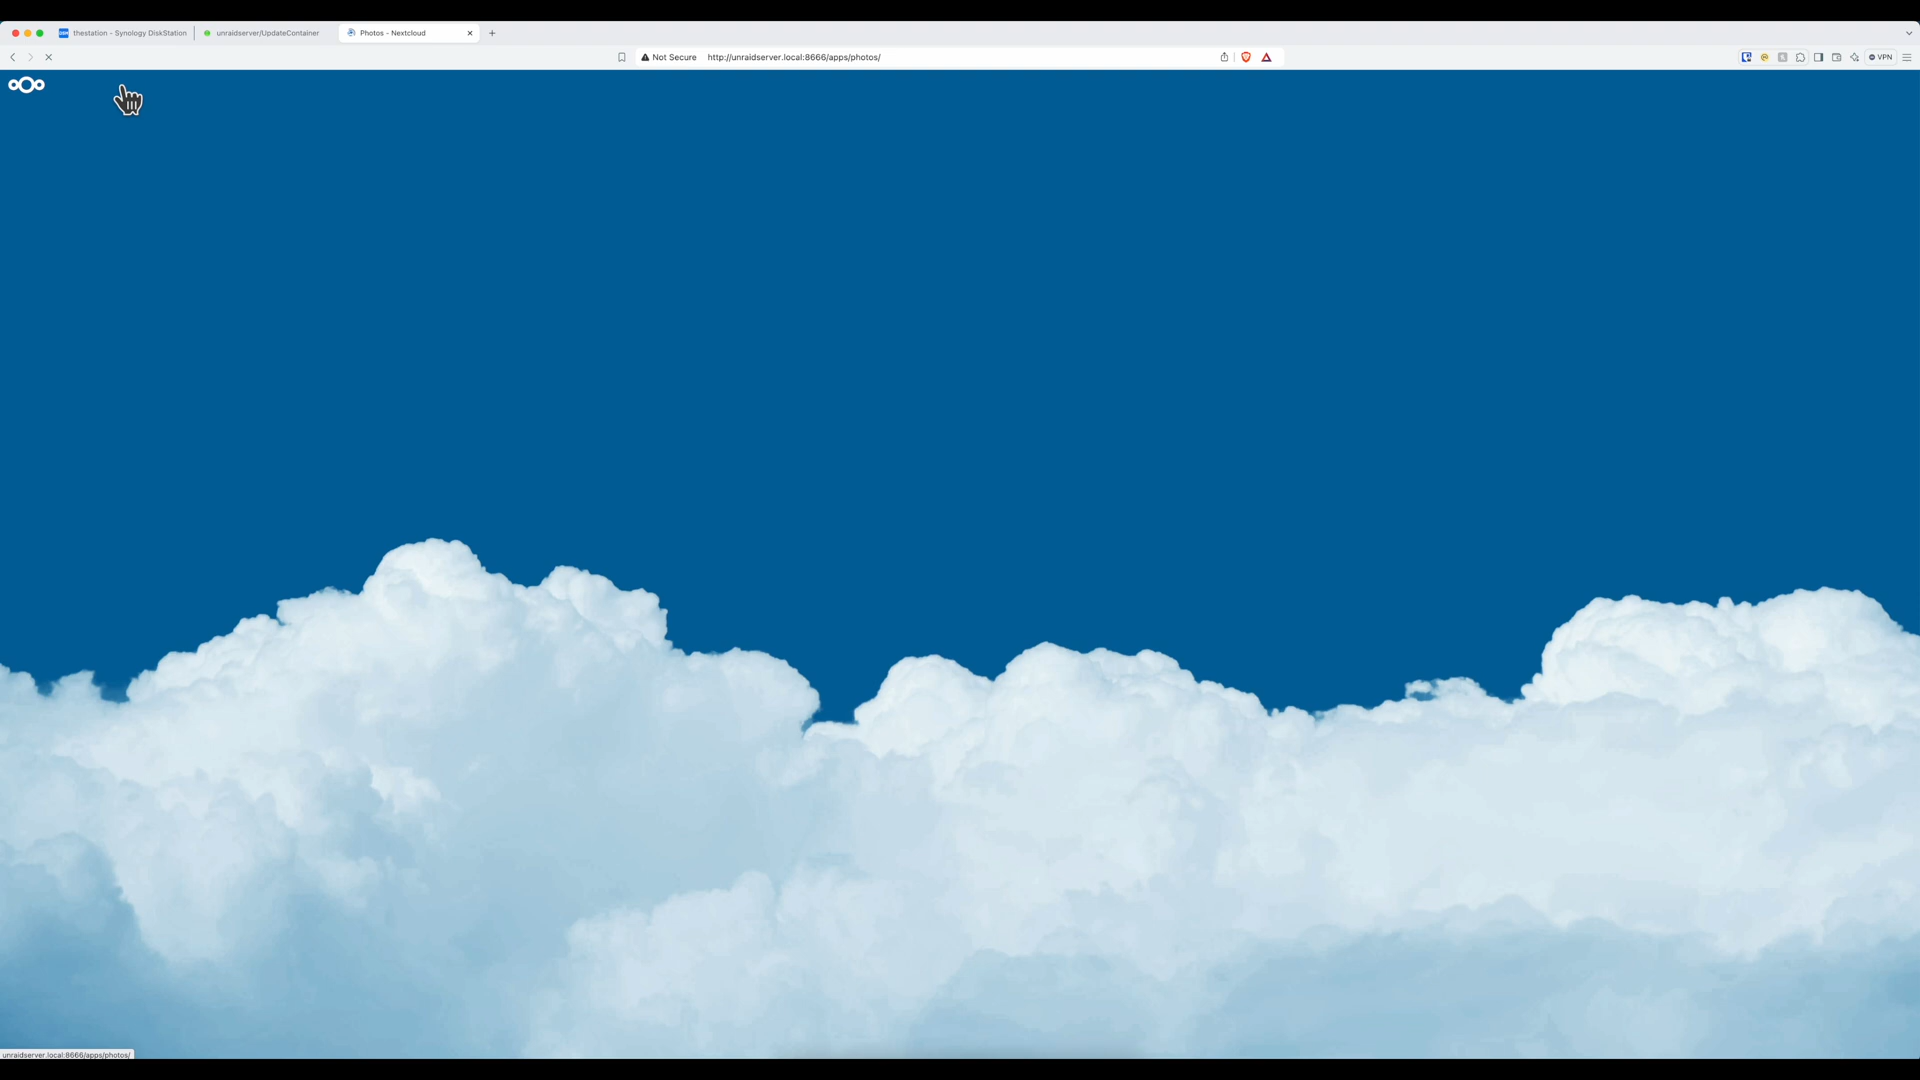 thestation - Synology DiskStation
unraidserver/UpdateContainer
Photos - Nextcloud
Not Secure
http://unraidserver.local:8666/apps/photos/
VPN
unraidserver.local:8666/apps/photos/